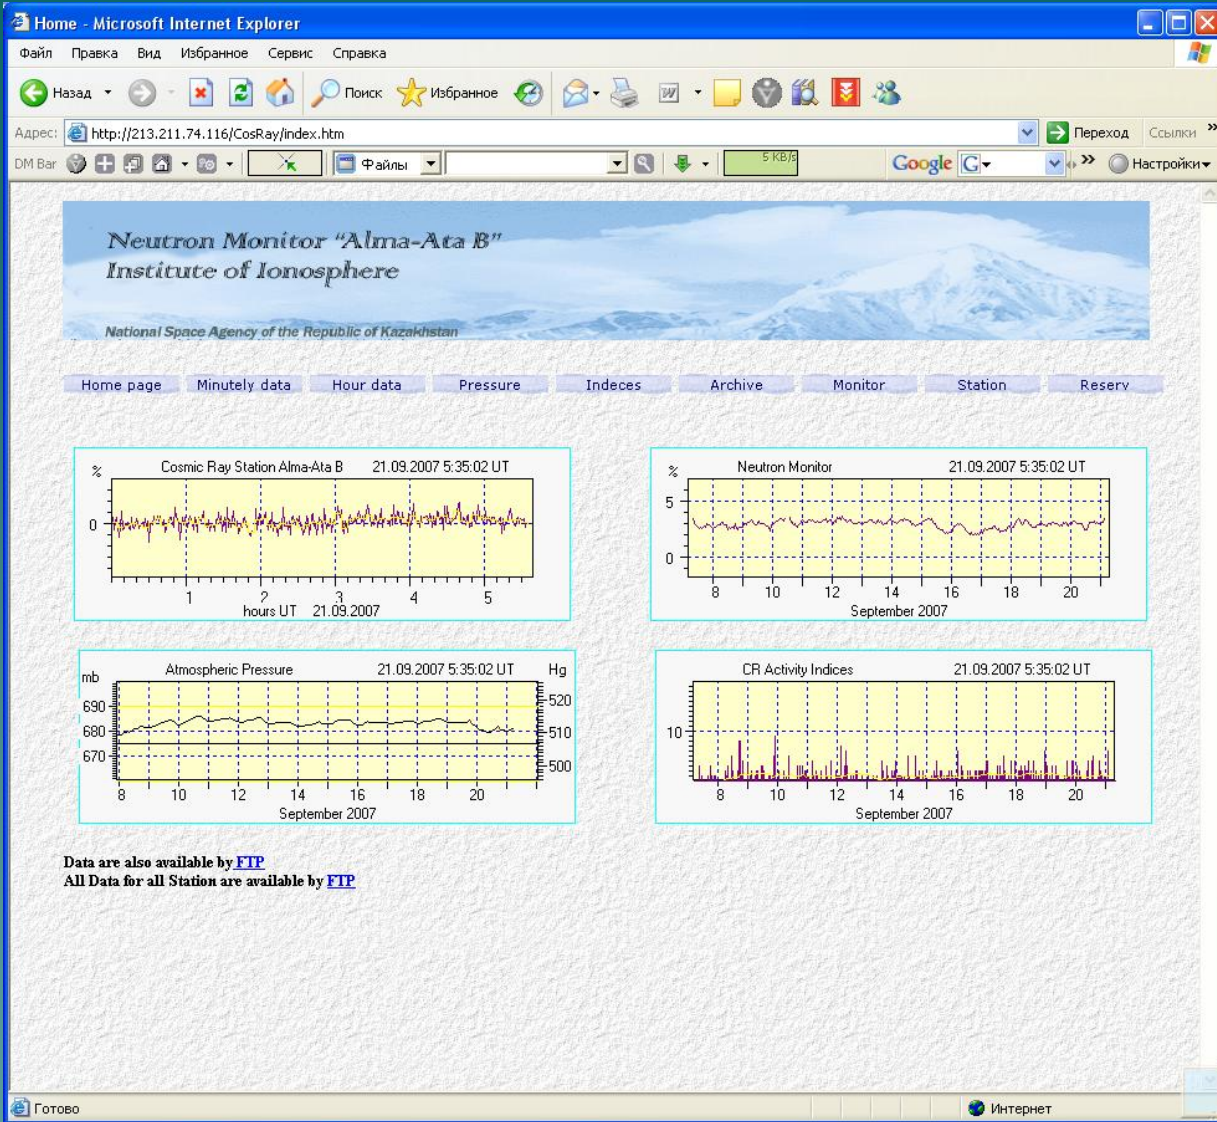 Home - Microsoft Internet Explorer
Файл Правка Вид Избранное Сервис Справка
Назад Поиск Избранное
Адрес: http://213.211.74.116/CosRay/index.htm Переход Ссылки »
DM Bar Файлы 5 KB/s Google G » Настройки
Neutron Monitor “Alma-Ata B”
Institute of Ionosphere
National Space Agency of the Republic of Kazakhstan
Home page Minutely data Hour data Pressure Indeces Archive Monitor Station Reserv
% Cosmic Ray Station Alma-Ata B 21.09.2007 5:35:02 UT
0
1 2 3 4 5
hours UT 21.09.2007
% Neutron Monitor 21.09.2007 5:35:02 UT
5
0
8 10 12 14 16 18 20
September 2007
mb Atmospheric Pressure 21.09.2007 5:35:02 UT Hg
690 520
680 510
670 500
8 10 12 14 16 18 20
September 2007
CR Activity Indices 21.09.2007 5:35:02 UT
10
8 10 12 14 16 18 20
September 2007
Data are also available by FTP
All Data for all Station are available by FTP
Готово Интернет